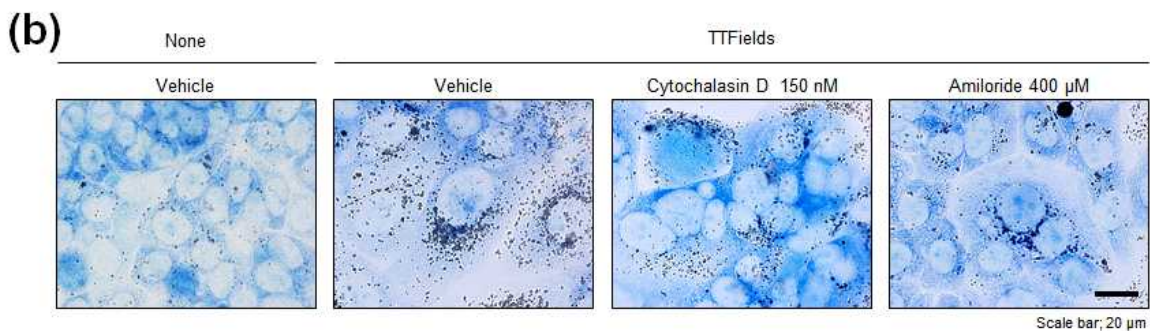 (b)
None
TTFields
Vehicle
Vehicle
Cytochalasin D 150 nM
Amiloride 400 µM
Scale bar; 20 µm